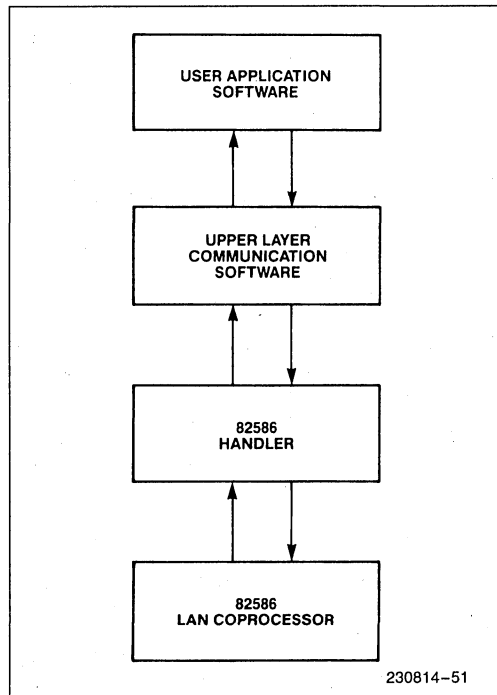 USER APPLICATION
SOFTWARE
UPPER LAYER
COMMUNICATION
SOFTWARE
82586
HANDLER
82586
LAN COPROCESSOR
230814–51